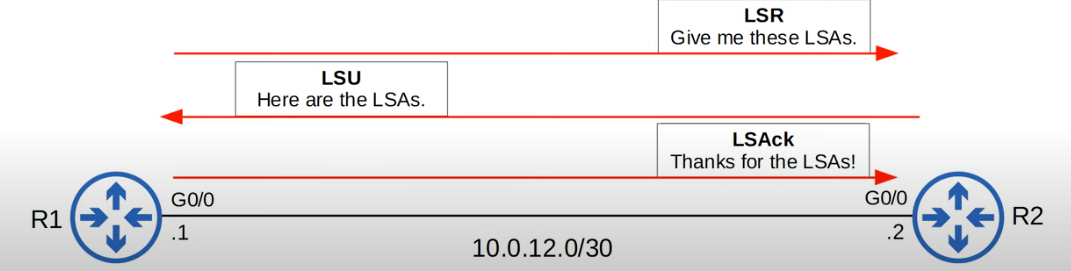 LSR
Give me these LSAs.
LSU
Here are the LSAs.
LSAck
Thanks for the LSAs!
G0/0
G0/0
R1
R2
.1
.2
10.0.12.0/30